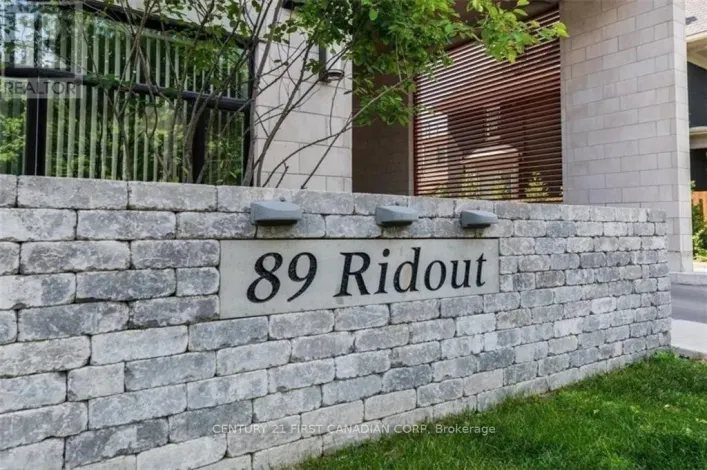 REALTOR
89 Ridout
CENTURY 21 FIRST CANADIAN CORP, Brokerage